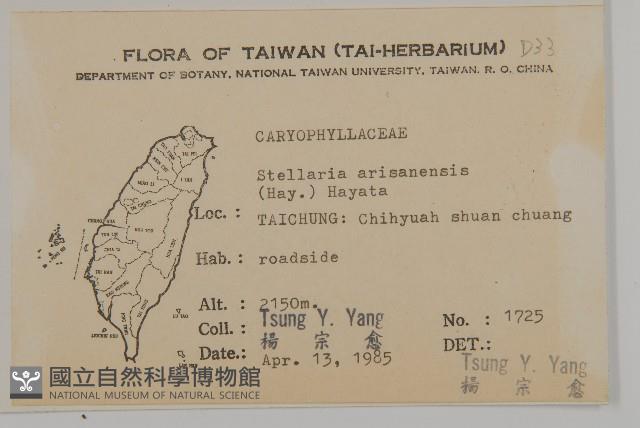 D33
FLORA OF TAIWAN (TAI-HERBARIUM)
DEPARTMENT OF BOTANY, NATIONAL TAIWAN UNIVERSITY, TAIWAN, R. O. CHINA
CARYOPHYLLACEAE
Stellaria arisanensis
(Hay.) Hayata
Loc. : TAICHUNG: Chihyuah shuan chuang
Hab. : roadside
Alt. : 2150m.
Coll. : Tsung Y. Yang No. : 1725
楊宗愈 DET.:
Date.: Apr. 13, 1985 Tsung Y. Yang
楊宗愈
國立自然科學博物館
NATIONAL MUSEUM OF NATURAL SCIENCE